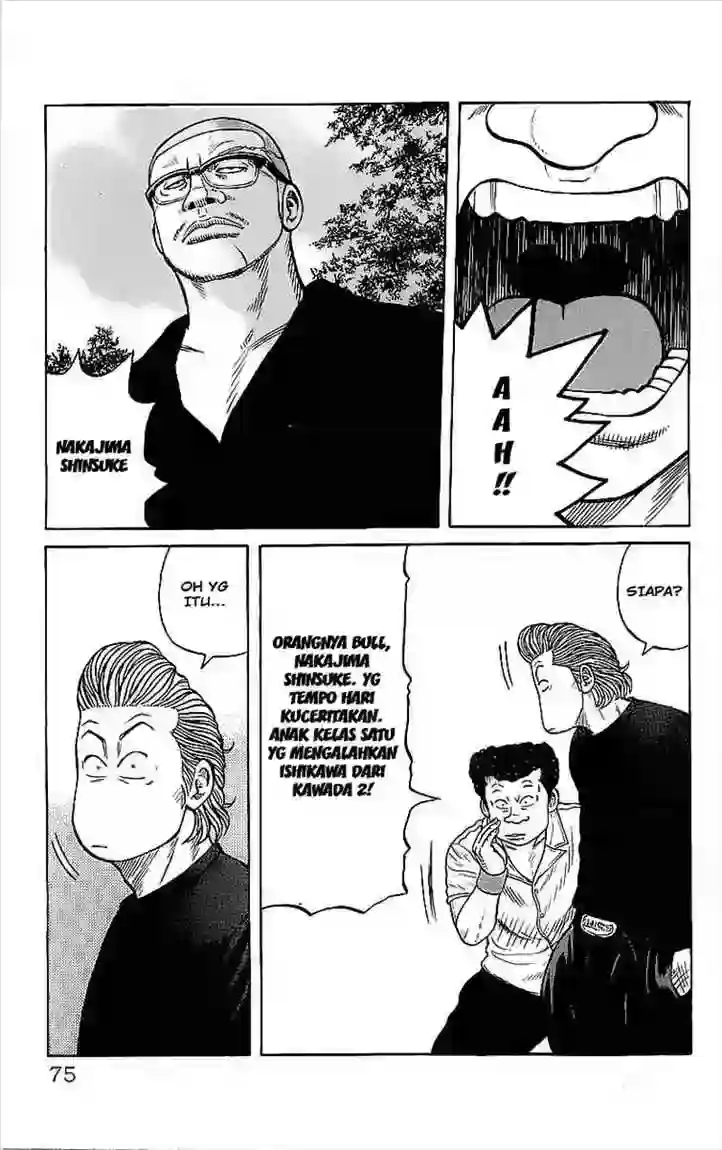 AAH!!
NAKAJIMA
SHINSUKE
SIAPA?
ORANGNYA BULL,
NAKAJIMA
SHINSUKE. YG
TEMPO HARI
KUCERITAKAN.
ANAK KELAS SATU
YG MENGALAHKAN
ISHIKAWA DARI
KAWADA 2!
OH YG
ITU...
75